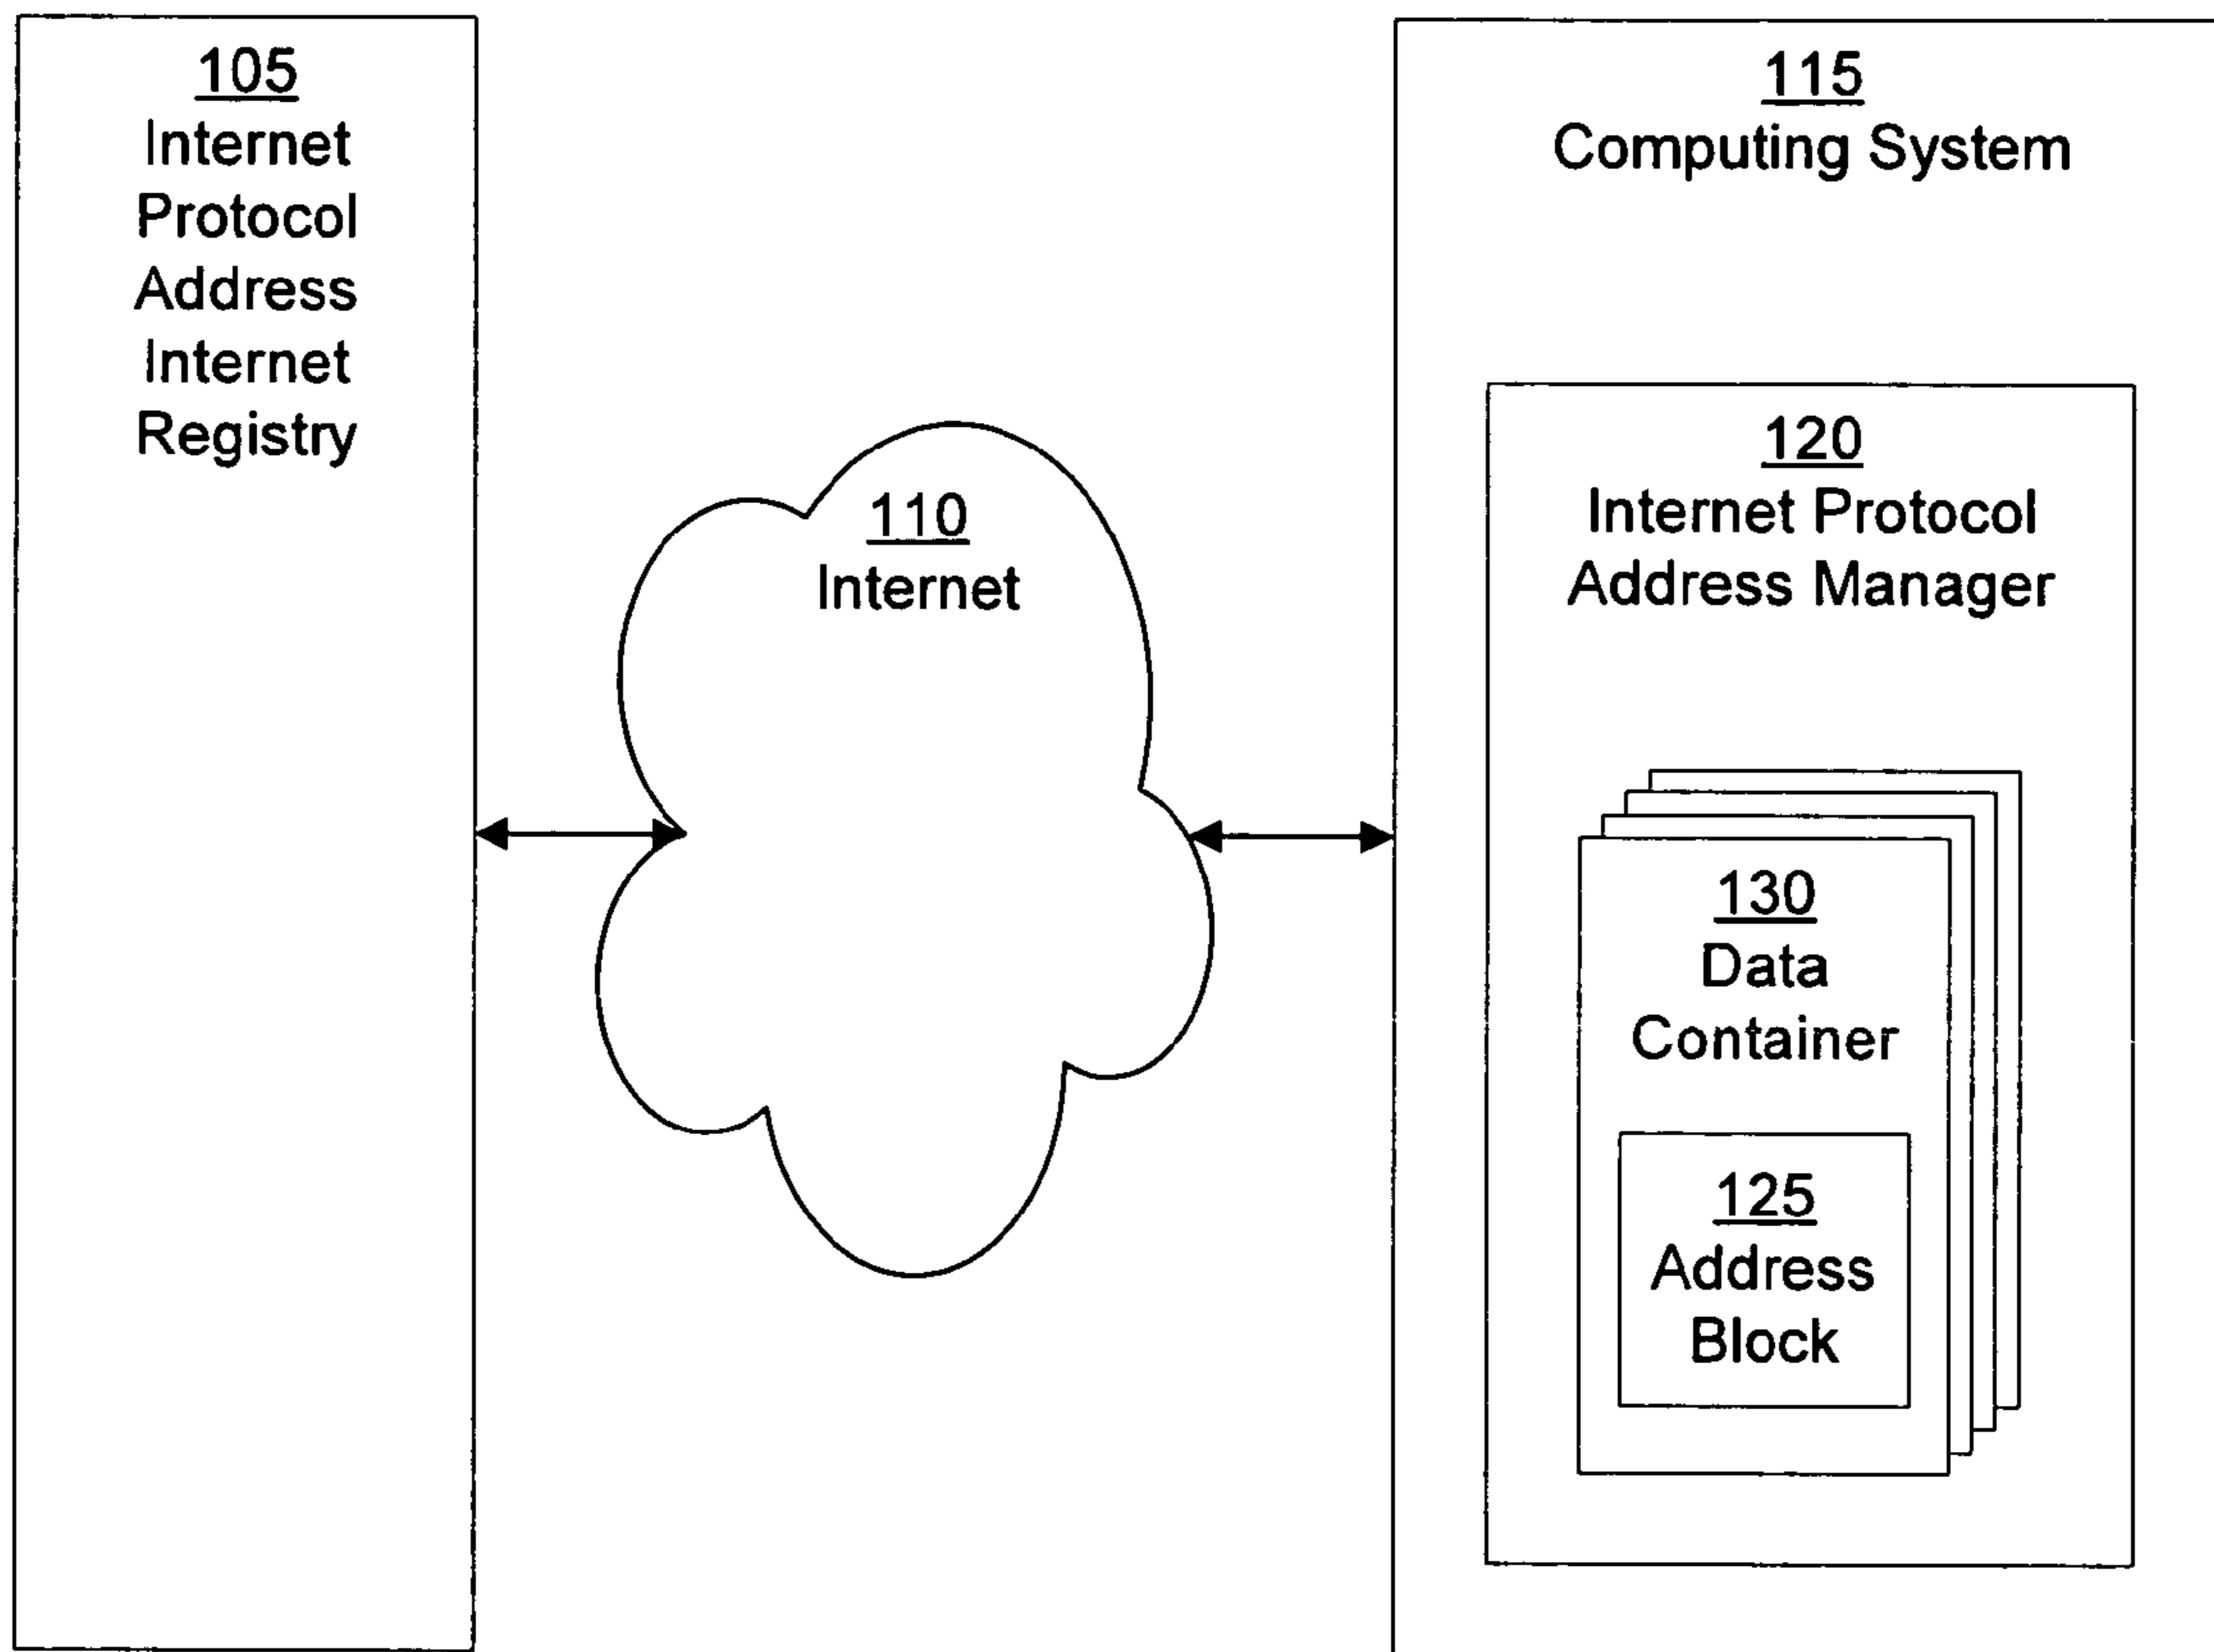 105
Internet
Protocol
Address
Internet
Registry
110
Internet
115
Computing System
120
Internet Protocol
Address Manager
130
Data
Container
125
Address
Block